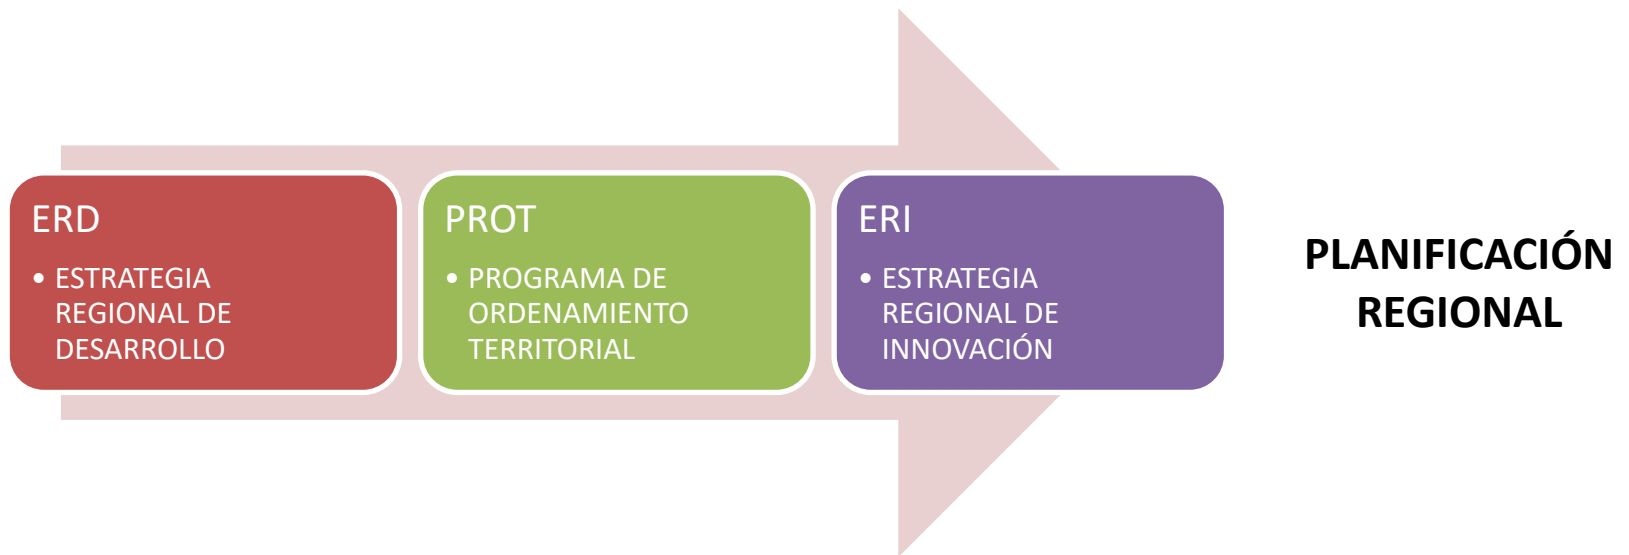 ERD
• ESTRATEGIA
REGIONAL DE
DESARROLLO
PROT
• PROGRAMA DE
ORDENAMIENTO
TERRITORIAL
ERI
• ESTRATEGIA
REGIONAL DE
INNOVACIÓN
PLANIFICACIÓN
REGIONAL